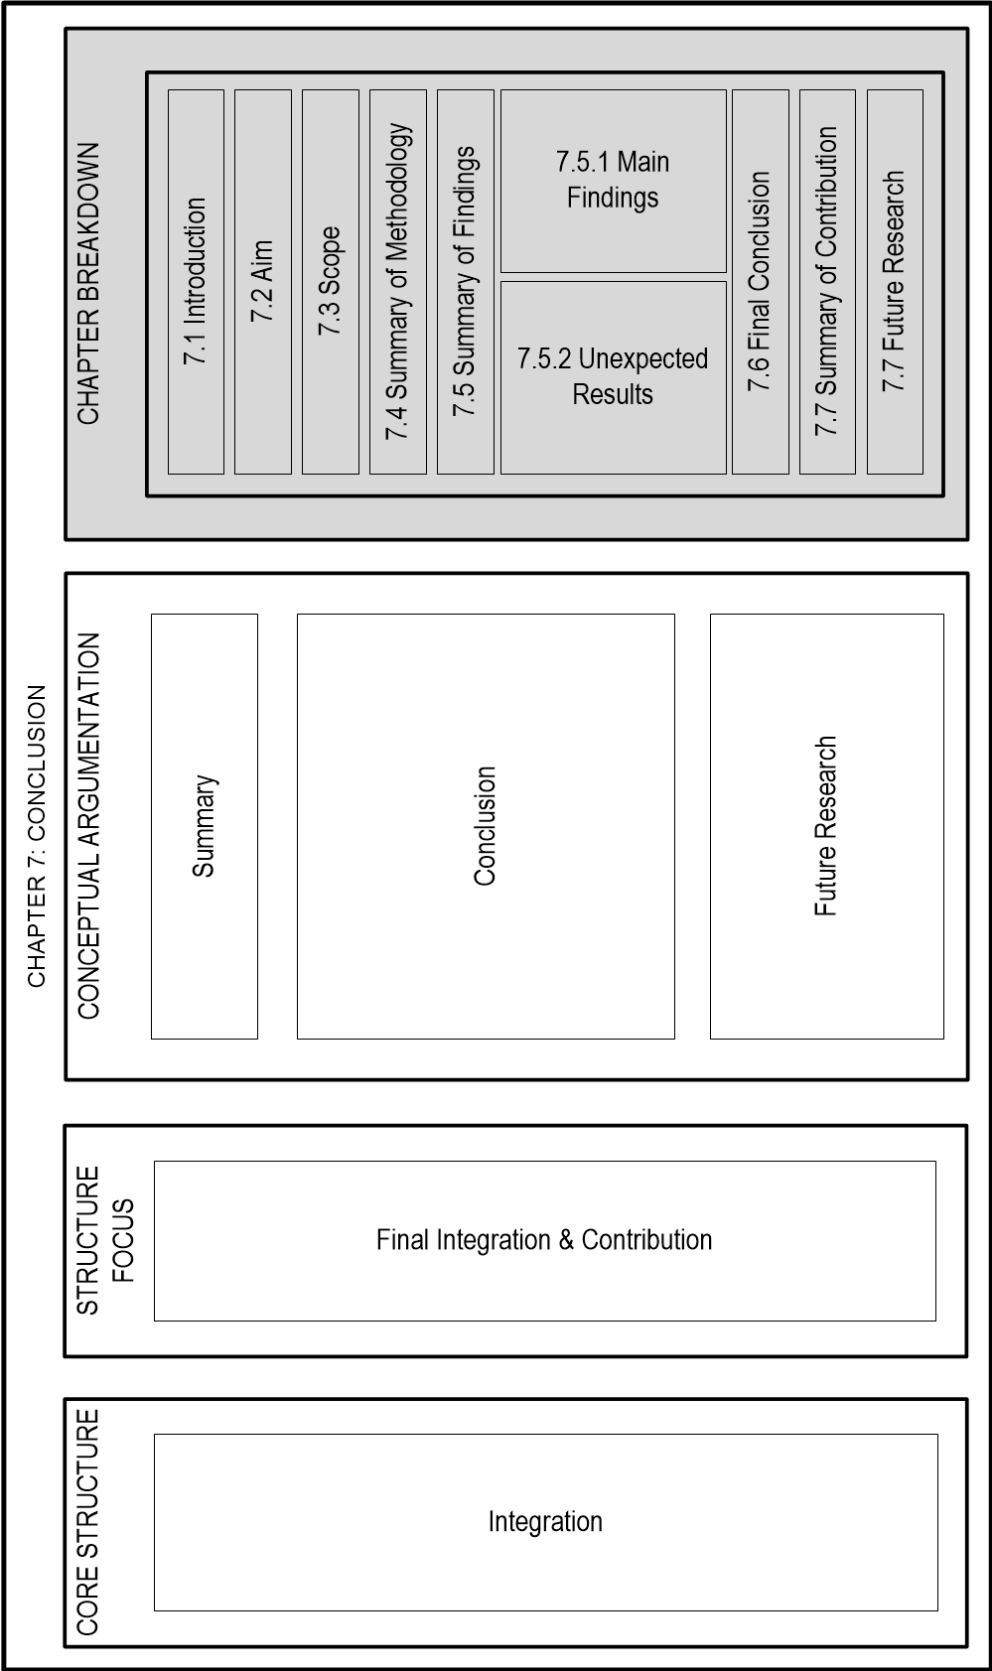 CHAPTER 7: CONCLUSION
CORE STRUCTURE
Integration
STRUCTURE
FOCUS
Final Integration & Contribution
CONCEPTUAL ARGUMENTATION
Summary
Conclusion
Future Research
CHAPTER BREAKDOWN
7.1 Introduction
7.2 Aim
7.3 Scope
7.4 Summary of Methodology
7.5 Summary of Findings
7.5.1 Main
Findings
7.5.2 Unexpected
Results
7.6 Final Conclusion
7.7 Summary of Contribution
7.7 Future Research